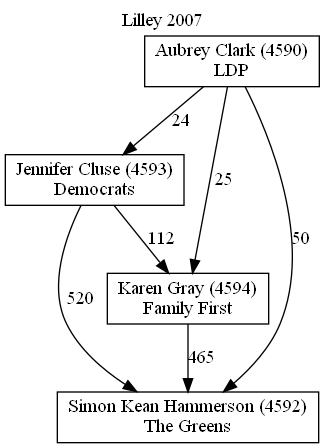 Lilley 2007
Aubrey Clark (4590)
LDP
24
Jennifer Cluse (4593)
Democrats
25
50
112
Karen Gray (4594)
Family First
520
465
Simon Kean Hammerson (4592)
The Greens